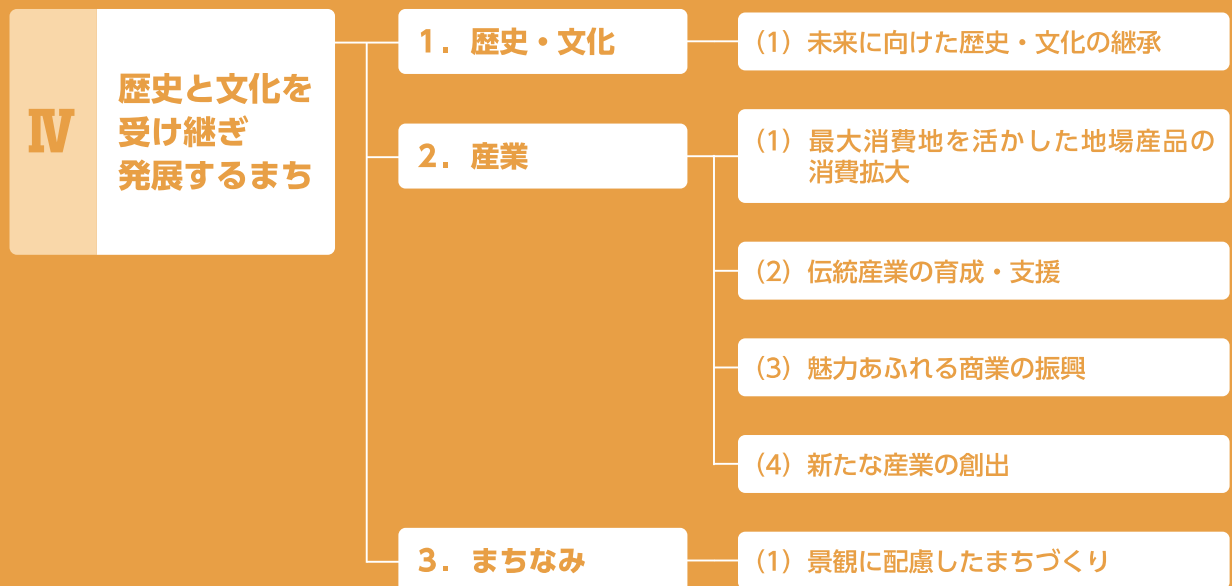 Ⅳ
歴史と文化を
受け継ぎ
発展するまち
1. 歴史・文化
(1) 未来に向けた歴史・文化の継承
2. 産業
(1) 最大消費地を活かした地場産品の
消費拡大
(2) 伝統産業の育成・支援
(3) 魅力あふれる商業の振興
(4) 新たな産業の創出
3. まちなみ
(1) 景観に配慮したまちづくり